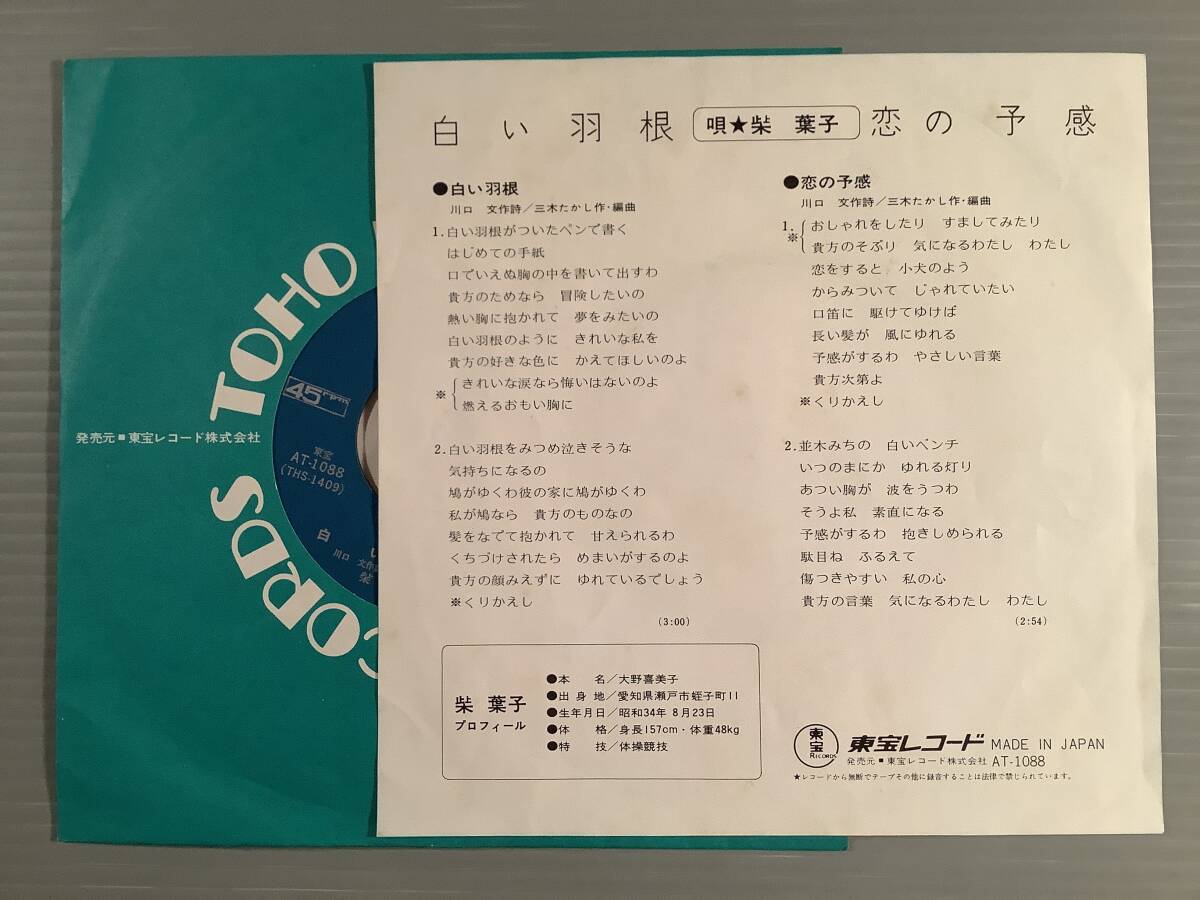 白い羽根 唄★柴 葉子 恋の予感
●白い羽根
川口 文作詩/三木たかし作・編曲
1.白い羽根がついたペンで書く
はじめての手紙
口でいえぬ胸の中を書いて出すわ
貴方のためなら 冒険したいの
熱い胸に抱かれて 夢をみたいの
白い羽根のように きれいな私を
貴方の好きな色に かえてほしいのよ
※きれいな涙なら悔いはないのよ
燃えるおもい胸に
2.白い羽根をみつめ泣きそうな
気持ちになるの
鳩がゆくわ彼の家に鳩がゆくわ
私が鳩なら 貴方のものなの
髪をなでて抱かれて 甘えられるわ
くちづけされたら めまいがするのよ
貴方の顔みえずに ゆれているでしょう
※くりかえし
(3:00)
●恋の予感
川口 文作詩/三木たかし作・編曲
1.※おしゃれをしたり すましてみたり
貴方のそぶり 気になるわたし わたし
恋をすると 小犬のよう
からみついて じゃれていたい
口笛に 駆けてゆけば
長い髪が 風にゆれる
予感がするわ やさしい言葉
貴方次第よ
※くりかえし
2.並木みちの 白いベンチ
いつのまにか ゆれる灯り
あつい胸が 波をうつわ
そうよ私 素直になる
予感がするわ 抱きしめられる
駄目ね ふるえて
傷つきやすい 私の心
貴方の言葉 気になるわたし わたし
(2:54)
柴 葉子
プロフィール
●本名/大野喜美子
●出身地/愛知県瀬戸市蛭子町11
●生年月日/昭和34年8月23日
●体格/身長157cm・体重48kg
●特技/体操競技
東宝 RECORDS 東宝レコード MADE IN JAPAN
発売元■東宝レコード株式会社 AT-1088
★レコードから無断でテープその他に録音することは法律で禁じられています。
TOHO
CORDS
発売元■東宝レコード株式会社
45rpm
東宝
AT-1088
(THS-1409)
白 い
川口 文作詩
柴